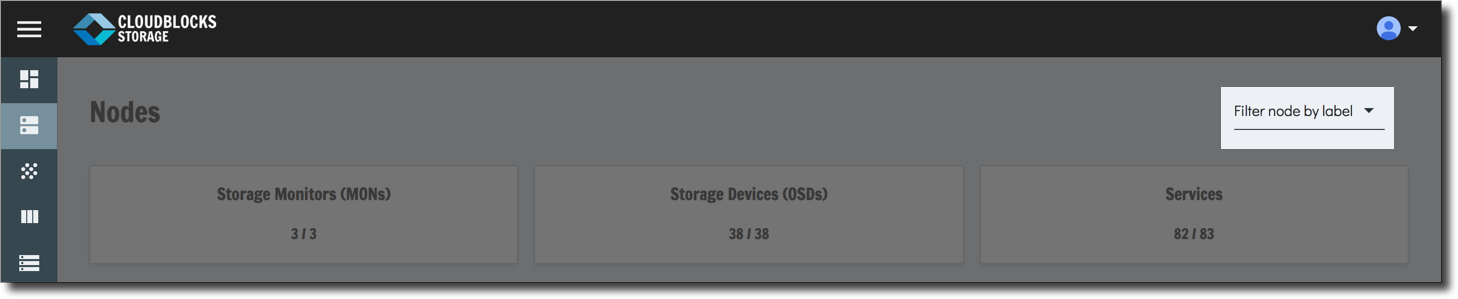 CLOUDBLOCKS
STORAGE
Nodes
Filter node by label
Storage Monitors (MONs)
3 / 3
Storage Devices (OSDs)
38 / 38
Services
82 / 83